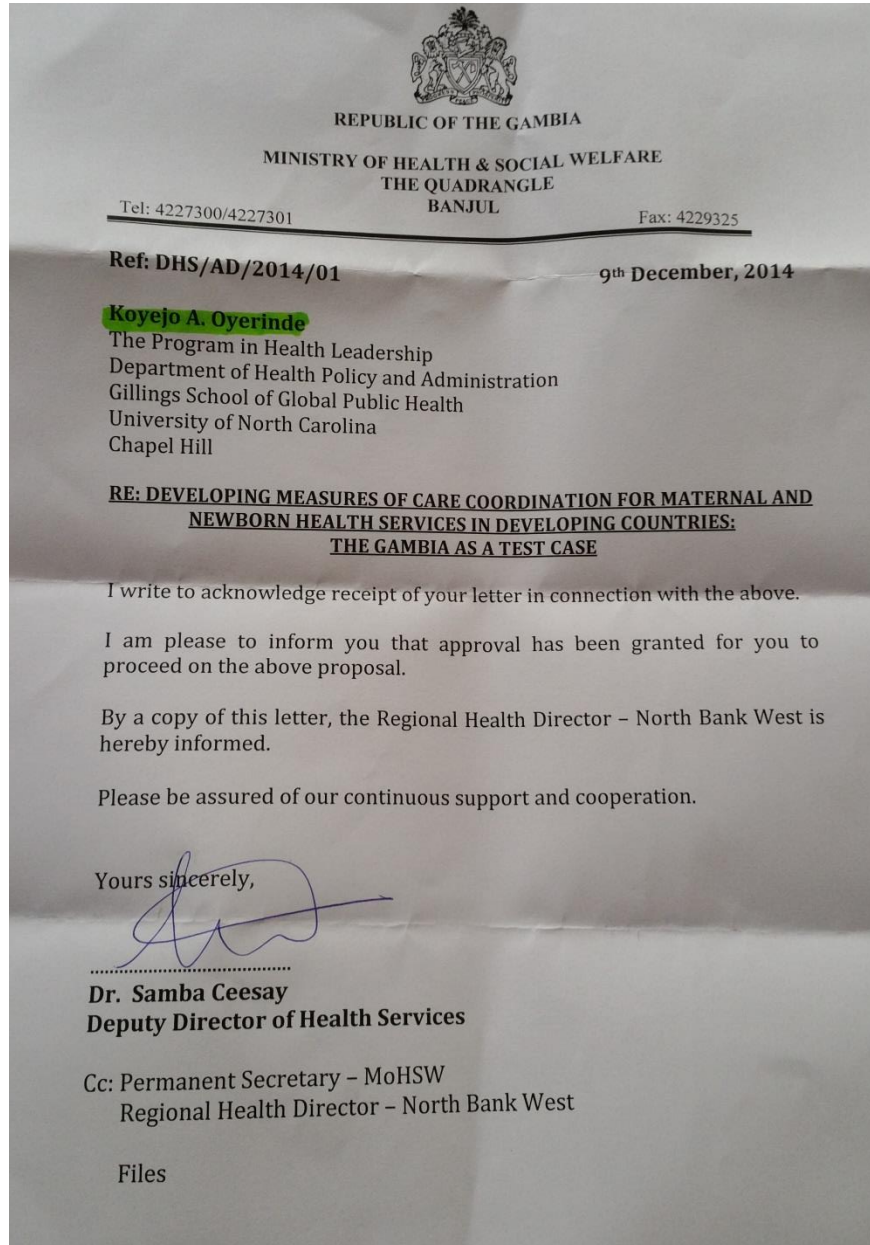 REPUBLIC OF THE GAMBIA
MINISTRY OF HEALTH & SOCIAL WELFARE
THE QUADRANGLE
BANJUL
Tel: 4227300/4227301
Fax: 4229325
Ref: DHS/AD/2014/01
9th December, 2014
Koyejo A. Oyerinde
The Program in Health Leadership
Department of Health Policy and Administration
Gillings School of Global Public Health
University of North Carolina
Chapel Hill
RE: DEVELOPING MEASURES OF CARE COORDINATION FOR MATERNAL AND
NEWBORN HEALTH SERVICES IN DEVELOPING COUNTRIES:
THE GAMBIA AS A TEST CASE
I write to acknowledge receipt of your letter in connection with the above.
I am please to inform you that approval has been granted for you to
proceed on the above proposal.
By a copy of this letter, the Regional Health Director – North Bank West is
hereby informed.
Please be assured of our continuous support and cooperation.
Yours sincerely,
Dr. Samba Ceesay
Deputy Director of Health Services
Cc: Permanent Secretary – MoHSW
Regional Health Director – North Bank West
Files